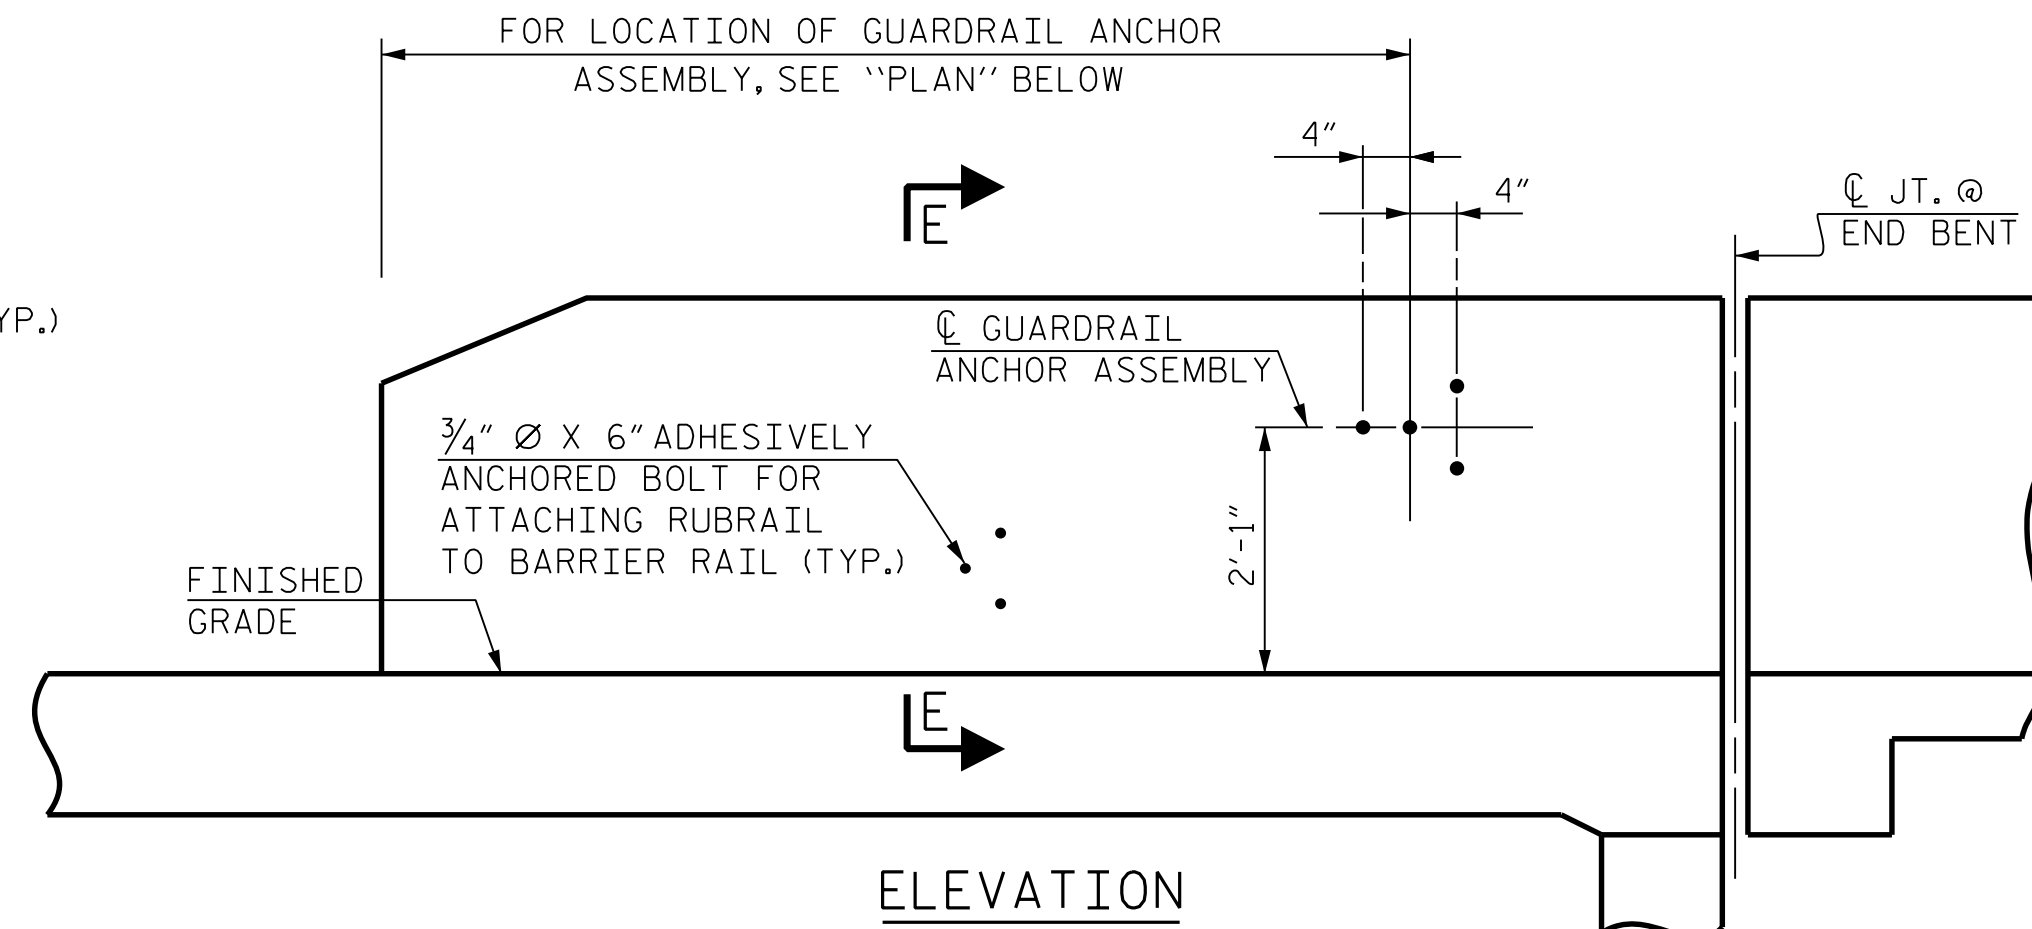 FOR LOCATION OF GUARDRAIL ANCHOR
ASSEMBLY, SEE ‵‵PLAN″ BELOW
4″
4″
℄ JT. @
END BENT
E
YP.)
℄ GUARDRAIL
ANCHOR ASSEMBLY
¾″ Ø X 6″ ADHESIVELY
ANCHORED BOLT FOR
ATTACHING RUBRAIL
TO BARRIER RAIL (TYP.)
2′-1″
FINISHED
GRADE
E
ELEVATION